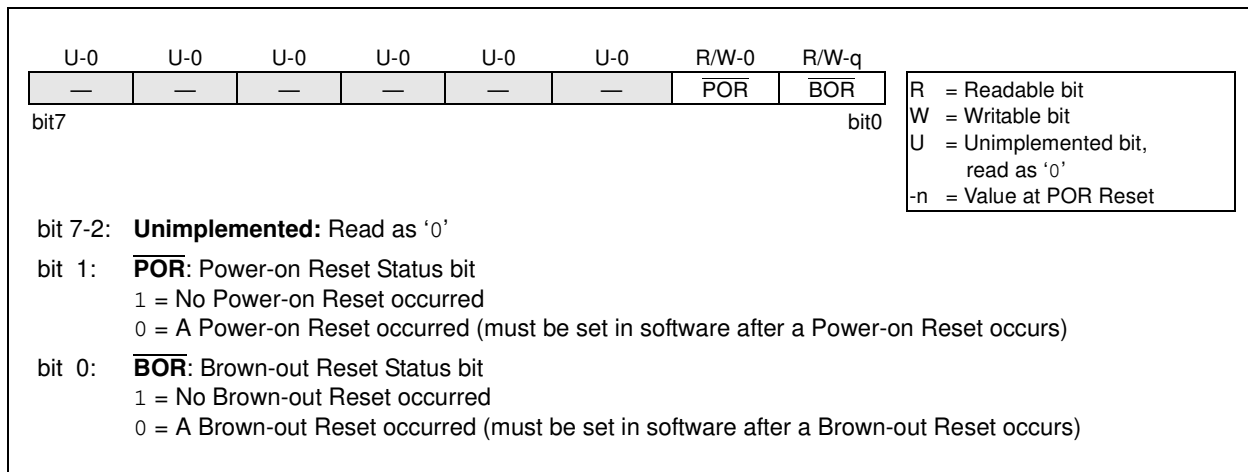 U-0 U-0 U-0 U-0 U-0 U-0 R/W-0 R/W-q
— — — — — — P̅O̅R̅ B̅O̅R̅
bit7 bit0
R = Readable bit
W = Writable bit
U = Unimplemented bit,
read as ‘0’
-n = Value at POR Reset
bit 7-2: Unimplemented: Read as ‘0’
bit 1: P̅O̅R̅: Power-on Reset Status bit
1 = No Power-on Reset occurred
0 = A Power-on Reset occurred (must be set in software after a Power-on Reset occurs)
bit 0: B̅O̅R̅: Brown-out Reset Status bit
1 = No Brown-out Reset occurred
0 = A Brown-out Reset occurred (must be set in software after a Brown-out Reset occurs)